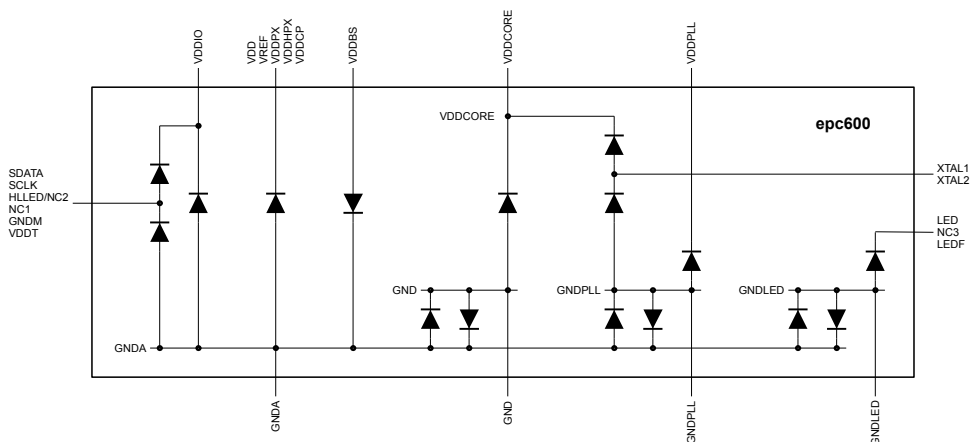 VDDIO
VDD
VREF
VDDPX
VDDHPX
VDDCP
VDDBS
VDDCORE
VDDPLL
VDDCORE
epc600
SDATA
SCLK
HLLED/NC2
NC1
GNDM
VDDT
XTAL1
XTAL2
LED
NC3
LEDF
GND
GNDPLL
GNDLED
GNDA
GNDA
GND
GNDPLL
GNDLED